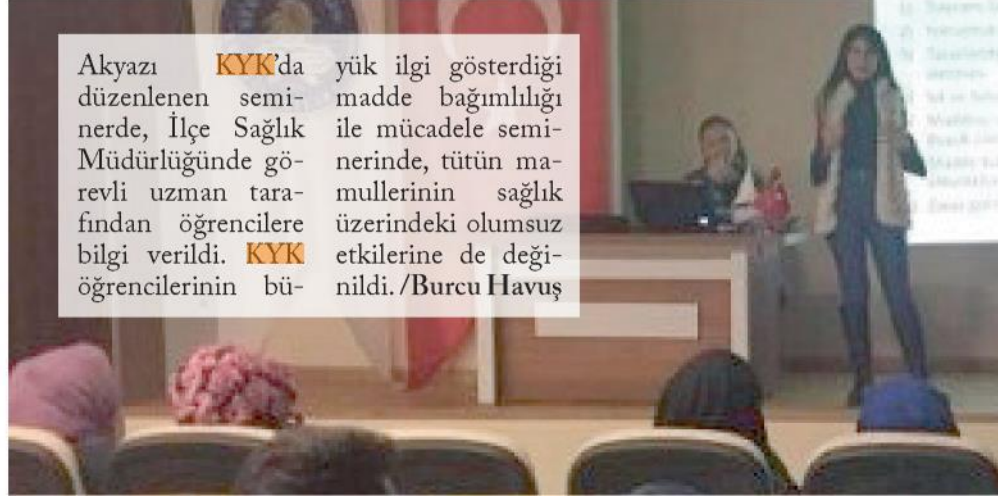 Akyazı KYK’da
düzenlenen semi-
nerde, İlçe Sağlık
Müdürlüğünde gö-
revli uzman tara-
fından öğrencilere
bilgi verildi. KYK
öğrencilerinin bü-
yük ilgi gösterdiği
madde bağımlılığı
ile mücadele semi-
nerinde, tütün ma-
mullerinin sağlık
üzerindeki olumsuz
etkilerine de deği-
nildi. /Burcu Havuş